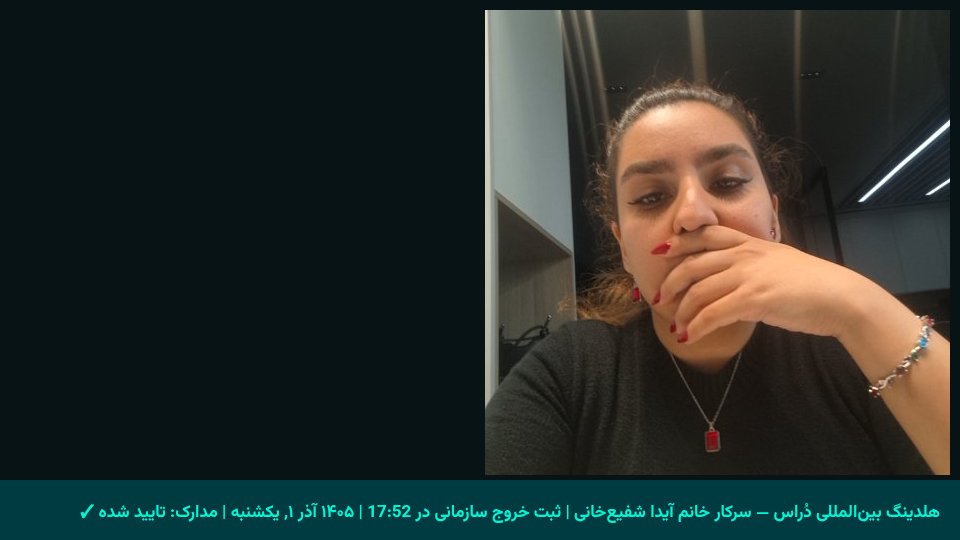 هلدینگ بین‌المللی دُراس — سرکار خانم آیدا شفیع‌خانی | ثبت خروج سازمانی در 17:52 | ۱۴۰۵ آذر ۱, یکشنبه | مدارک: تایید شده ✓